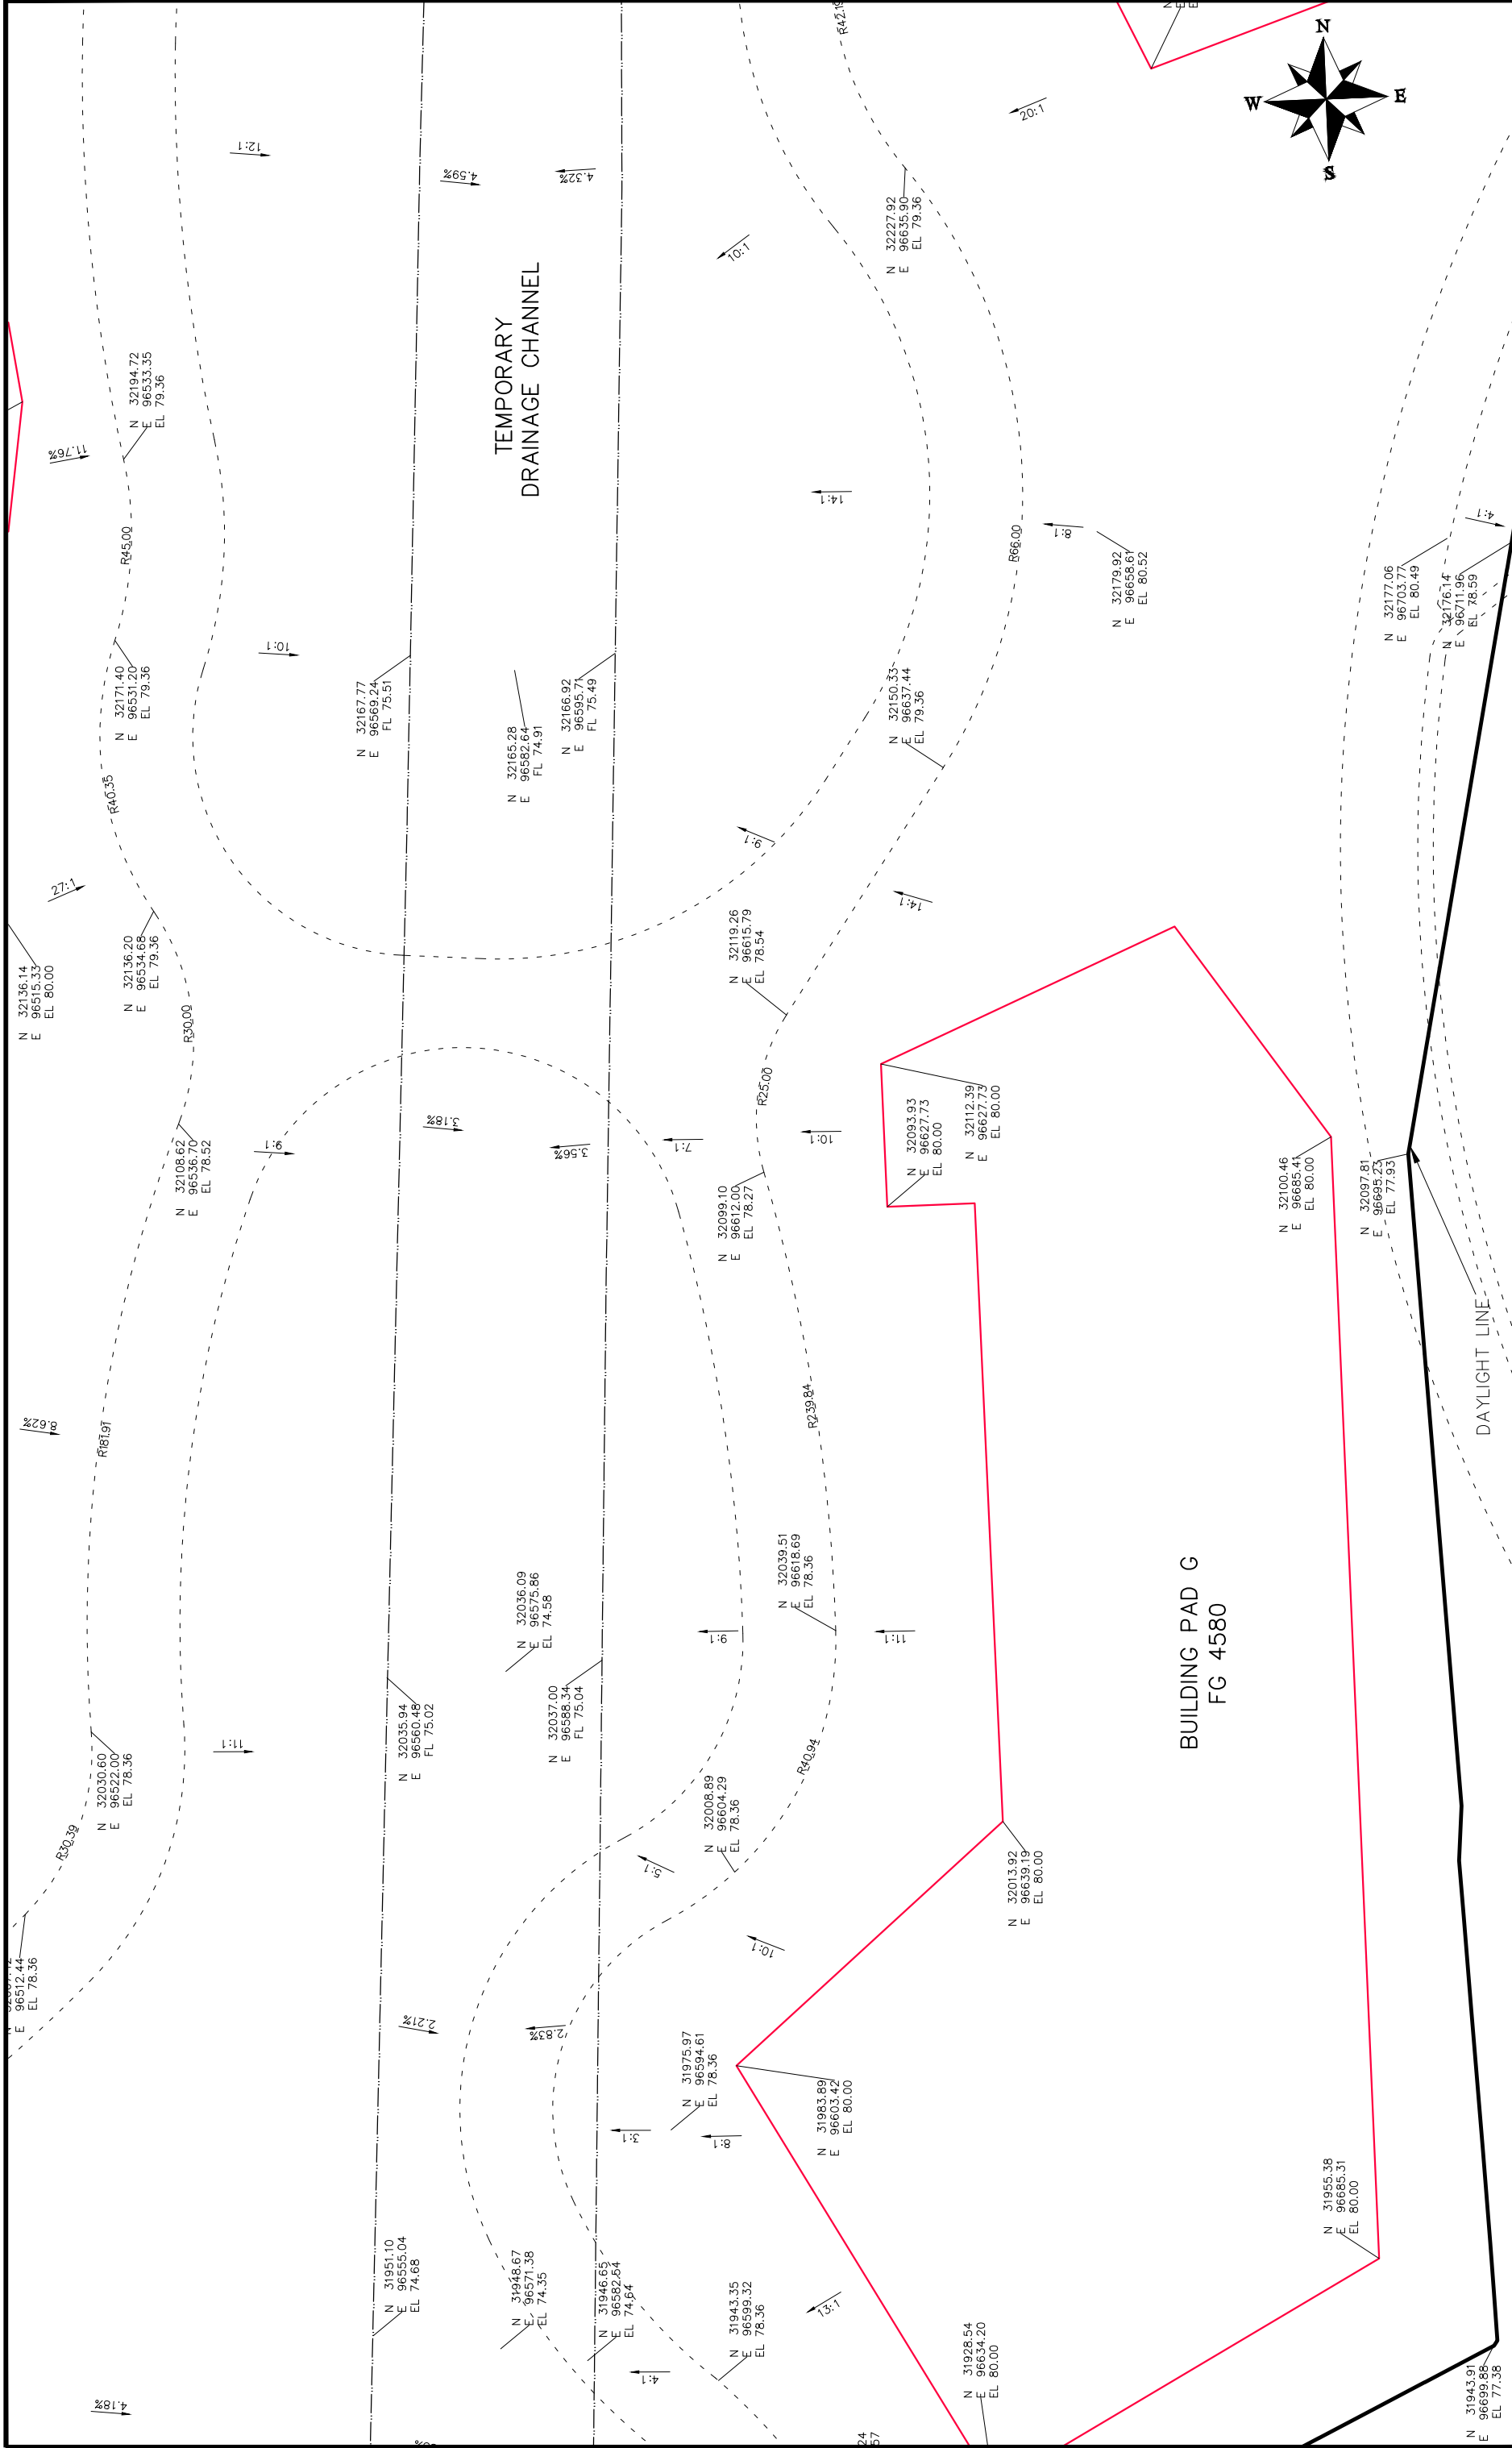 R42.19
N
E
N
W
E
S
20:1
12:1
4.59%
4.32%
10:1
N 32227.92
E 96635.90
EL 79.36
TEMPORARY
DRAINAGE CHANNEL
N 32194.72
E 96533.35
EL 79.36
11.76%
14:1
R45.00
R66.00
8:1
4:1
N 32179.92
E 96658.61
EL 80.52
N 32177.06
E 96703.77
EL 80.49
N 32176.14
E 96711.96
EL 78.59
10:1
N 32171.40
E 96531.20
EL 79.36
N 32167.77
E 96569.24
FL 75.51
N 32165.28
E 96582.64
FL 74.91
N 32166.92
E 96595.71
FL 75.49
N 32150.33
E 96637.44
EL 79.36
R40.35
9:1
27:1
14:1
N 32136.14
E 96515.33
EL 80.00
N 32136.20
E 96534.68
EL 79.36
N 32119.26
E 96615.79
EL 78.54
R30.00
R25.00
3.18%
3.56%
7:1
10:1
9:1
N 32108.62
E 96536.70
EL 78.52
N 32099.10
E 96612.00
EL 78.27
N 32093.93
E 96627.73
EL 80.00
N 32112.39
E 96627.73
EL 80.00
N 32100.46
E 96685.41
EL 80.00
N 32097.81
E 96695.23
EL 77.93
DAYLIGHT LINE
8.62%
R181.97
R239.84
N 32036.09
E 96575.86
EL 74.58
N 32039.51
E 96618.69
EL 78.36
9:1
11:1
BUILDING PAD G
FG 4580
N 32030.60
E 96522.00
EL 78.36
11:1
N 32035.94
E 96560.48
FL 75.02
N 32037.00
E 96588.34
FL 75.04
R40.94
R30.39
N 32008.89
E 96604.29
EL 78.36
5:1
N 32013.92
E 96639.19
EL 80.00
10:1
E 96512.44
EL 78.36
2.21%
2.83%
N 31975.97
E 96594.61
EL 78.36
N 31983.89
E 96603.42
EL 80.00
3:1
8:1
N 31955.38
E 96685.31
EL 80.00
N 31951.10
E 96555.04
EL 74.68
N 31948.67
E 96571.38
EL 74.35
N 31946.65
E 96582.54
EL 74.64
N 31943.35
E 96599.32
EL 78.36
13:1
4:1
4.18%
N 31928.54
E 96634.20
EL 80.00
N 31943.91
E 96699.88
EL 77.38
24
57